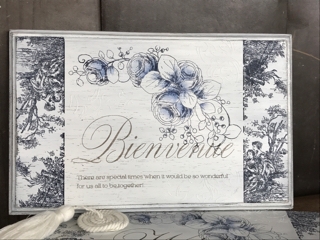 Bienvenue
There are special times when it would be so wonderful
for us all to be together!